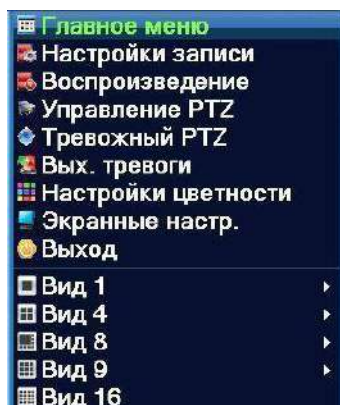 Главное меню
Настройки записи
Воспроизведение
Управление PTZ
Тревожный PTZ
Вых. тревоги
Настройки цветности
Экранные настр.
Выход
Вид 1
Вид 4
Вид 8
Вид 9
Вид 16